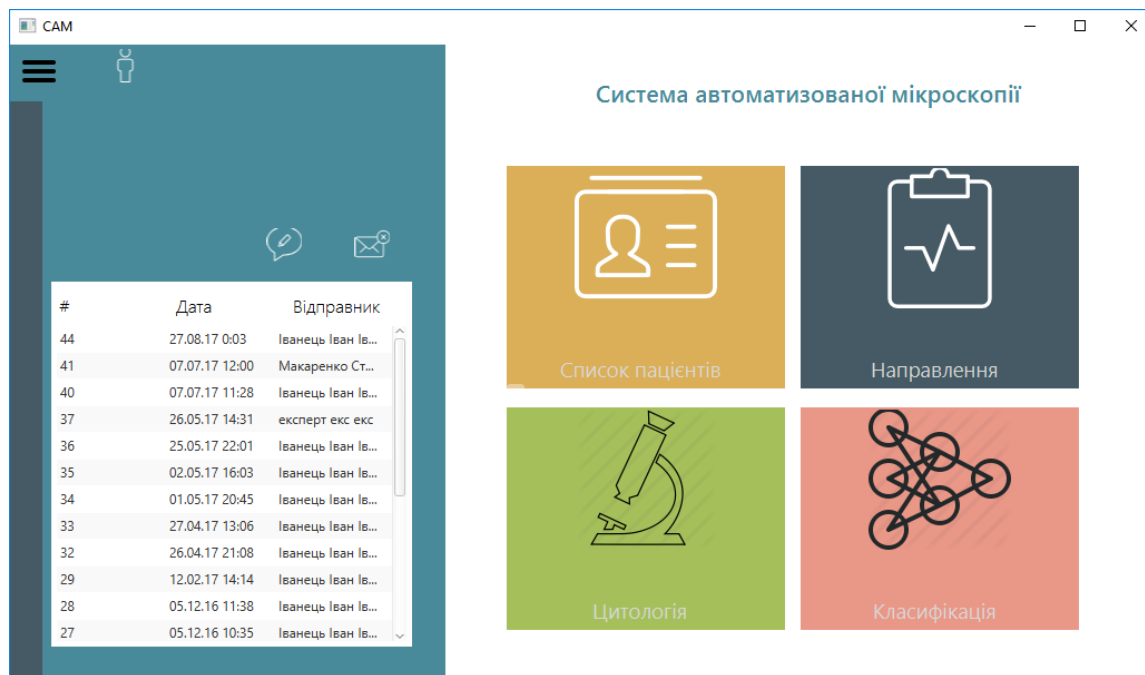 САМ
Система автоматизованої мікроскопії
# Дата Відправник
44 27.08.17 0:03 Іванець Іван Ів...
41 07.07.17 12:00 Макаренко Ст...
40 07.07.17 11:28 Іванець Іван Ів...
37 26.05.17 14:31 експерт екс екс
36 25.05.17 22:01 Іванець Іван Ів...
35 02.05.17 16:03 Іванець Іван Ів...
34 01.05.17 20:45 Іванець Іван Ів...
33 27.04.17 13:06 Іванець Іван Ів...
32 26.04.17 21:08 Іванець Іван Ів...
29 12.02.17 14:14 Іванець Іван Ів...
28 05.12.16 11:38 Іванець Іван Ів...
27 05.12.16 10:35 Іванець Іван Ів...
Список пацієнтів
Направлення
Цитологія
Класифікація